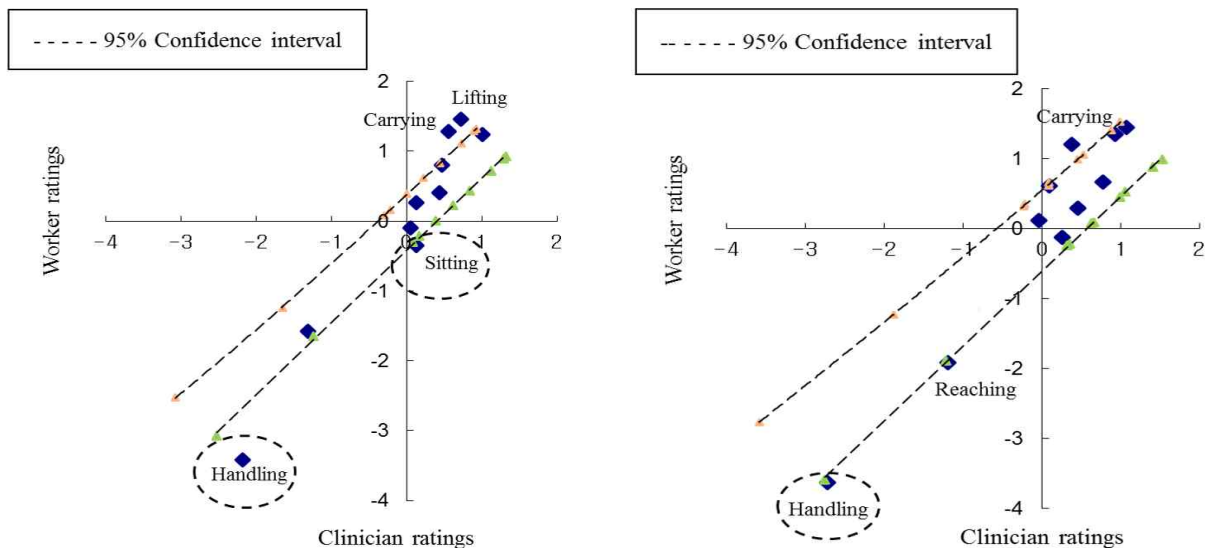 ----- 95% Confidence interval
2
Lifting
Carrying
1
0
−4
−3
−2
−1
0
1
2
Sitting
-1
-2
-3
Handling
-4
Worker ratings
Clinician ratings
----- 95% Confidence interval
2
Carrying
1
0
−4
−3
−2
−1
0
1
2
-1
-2
Reaching
-3
Handling
-4
Worker ratings
Clinician ratings